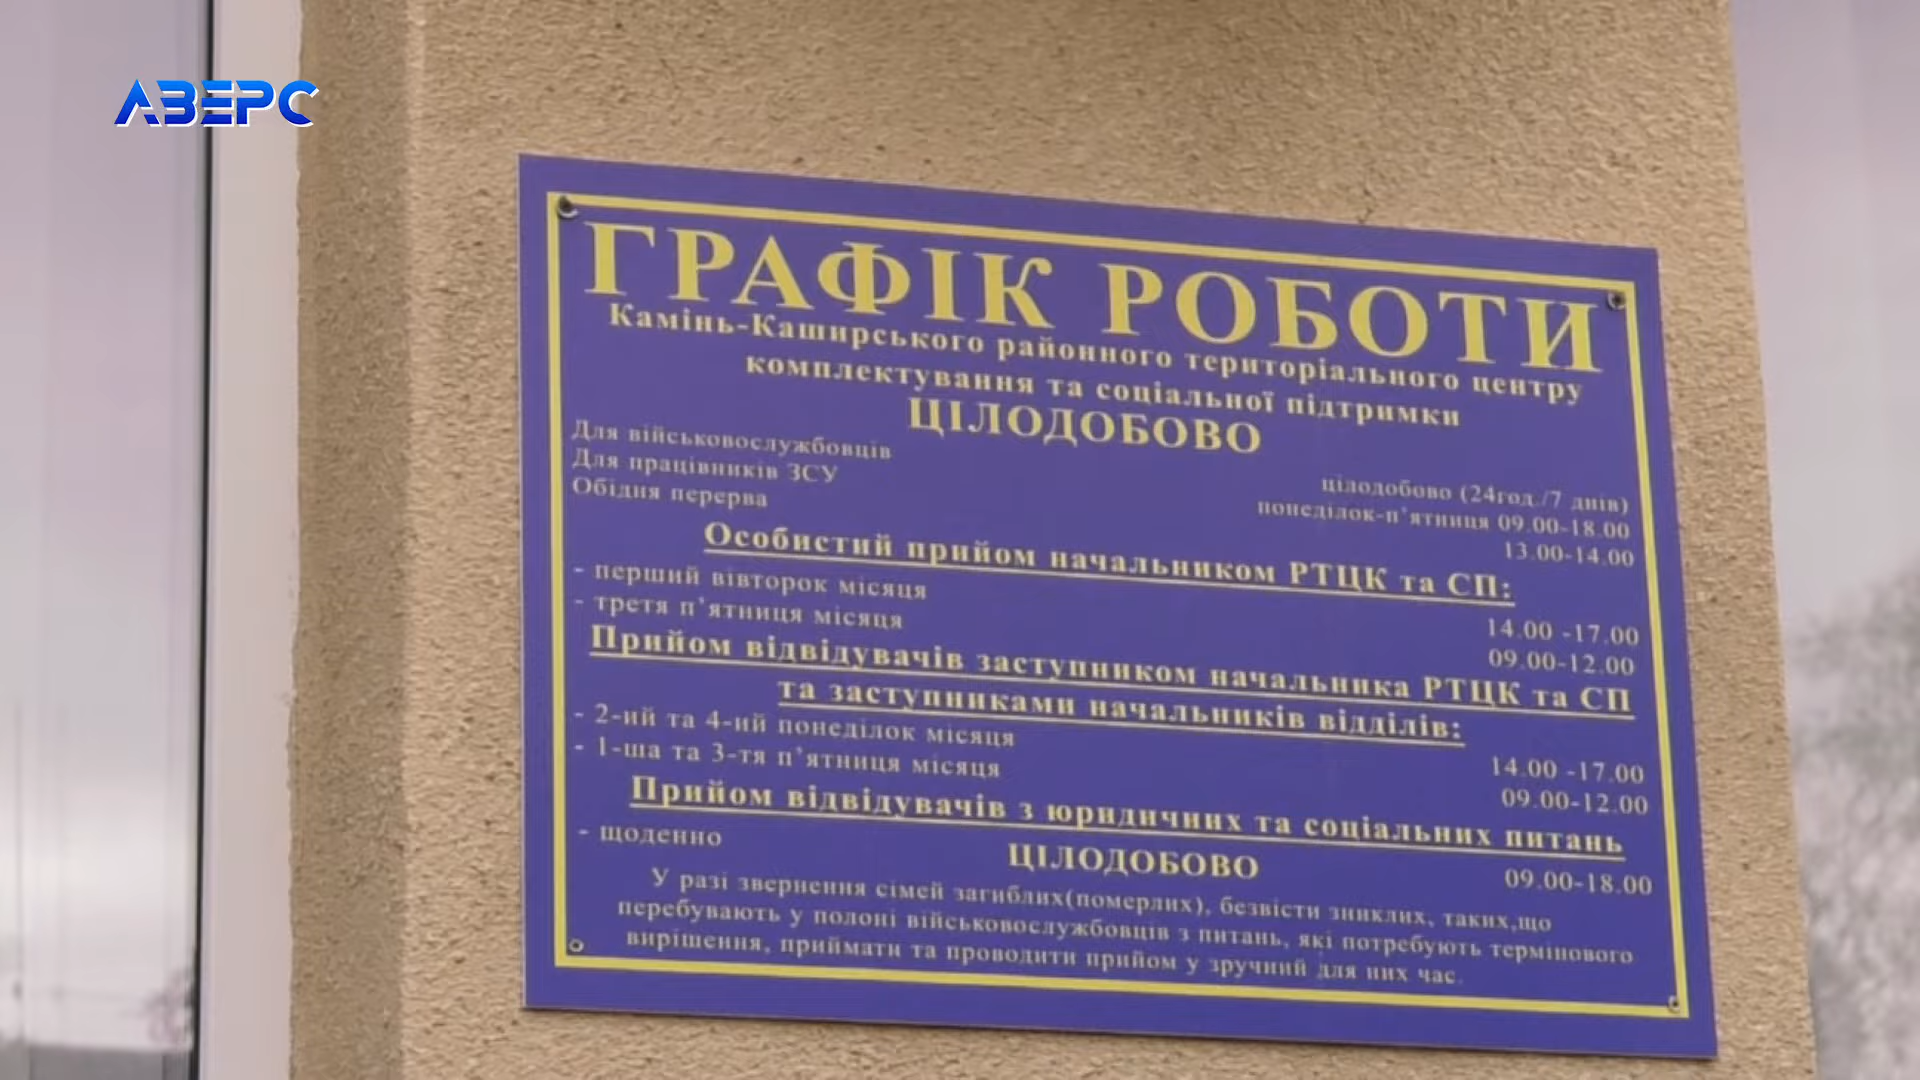 АВЕРС
ГРАФІК РОБОТИ
Камінь-Каширського районного територіального центру
комплектування та соціальної підтримки
ЦІЛОДОБОВО
Для військовослужбовців цілодобово (24год./7 днів)
Для працівників ЗСУ понеділок-п’ятниця 09.00-18.00
Обідня перерва 13.00-14.00
Особистий прийом начальником РТЦК та СП:
- перший вівторок місяця 14.00 -17.00
- третя п’ятниця місяця 09.00-12.00
Прийом відвідувачів заступником начальника РТЦК та СП
та заступниками начальників відділів:
- 2-ий та 4-ий понеділок місяця 14.00 -17.00
- 1-ша та 3-тя п’ятниця місяця 09.00-12.00
Прийом відвідувачів з юридичних та соціальних питань
- щоденно 09.00-18.00
ЦІЛОДОБОВО
У разі звернення сімей загиблих(померлих), безвісти зниклих, таких,що
перебувають у полоні військовослужбовців з питань, які потребують термінового
вирішення, приймати та проводити прийом у зручний для них час.